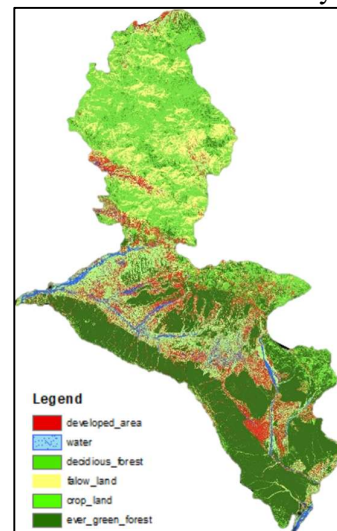 y
Legend
developed_area
water
decidious_forest
falow_land
crop_land
ever_green_forest